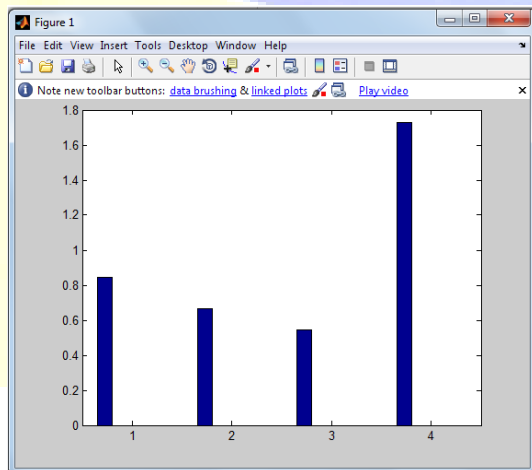 Figure 1
File Edit View Insert Tools Desktop Window Help
Note new toolbar buttons: data brushing & linked plots Play video
1.8
1.6
1.4
1.2
1
0.8
0.6
0.4
0.2
0
1 2 3 4